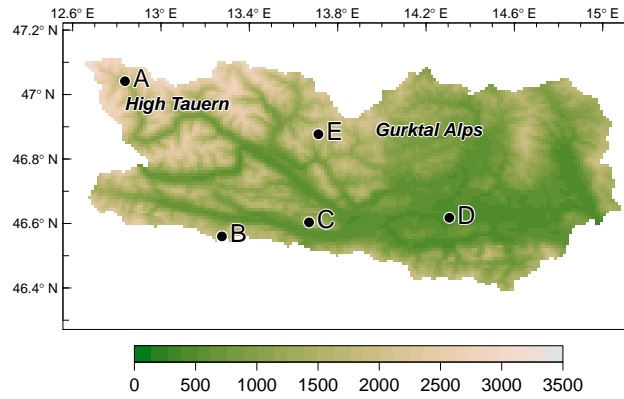 12.6° E 13° E 13.4° E 13.8° E 14.2° E 14.6° E 15° E
47.2° N
A
47° N
High Tauern
E Gurktal Alps
46.8° N
46.6° N
B C D
46.4° N
0 500 1000 1500 2000 2500 3000 3500